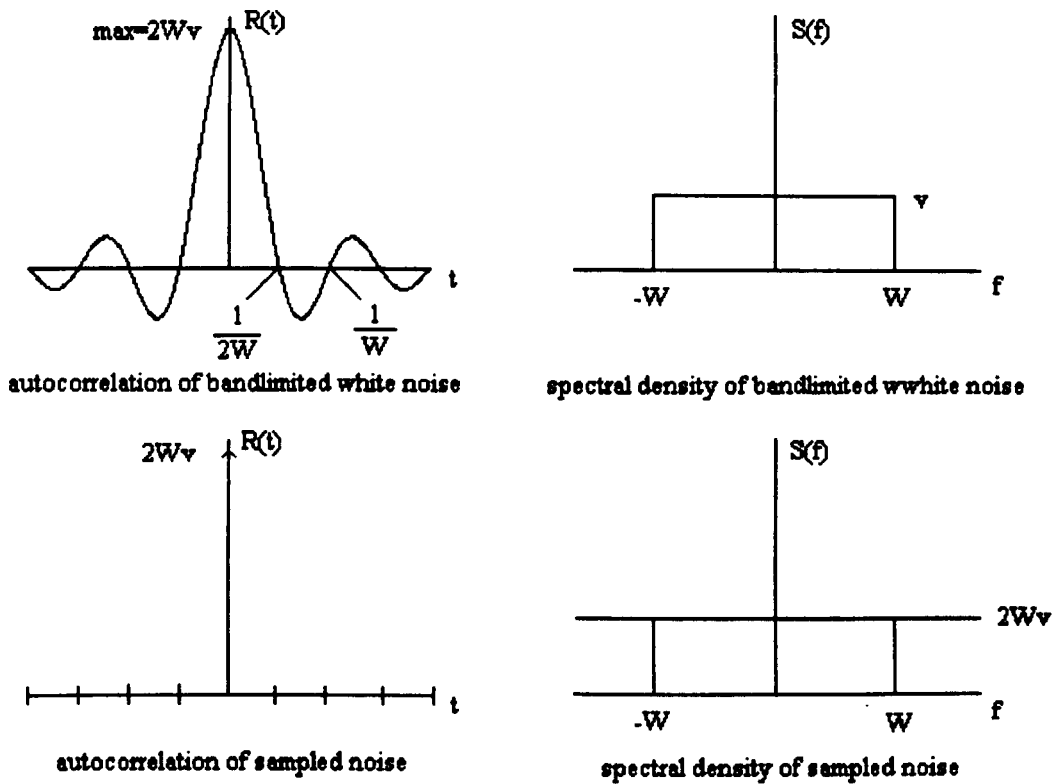 max=2Wv
R(t)
t
1
2W
1
W
autocorrelation of bandlimited white noise
S(f)
v
-W
W
f
spectral density of bandlimited wwhite noise
2Wv
R(t)
t
autocorrelation of sampled noise
S(f)
2Wv
-W
W
f
spectral density of sampled noise